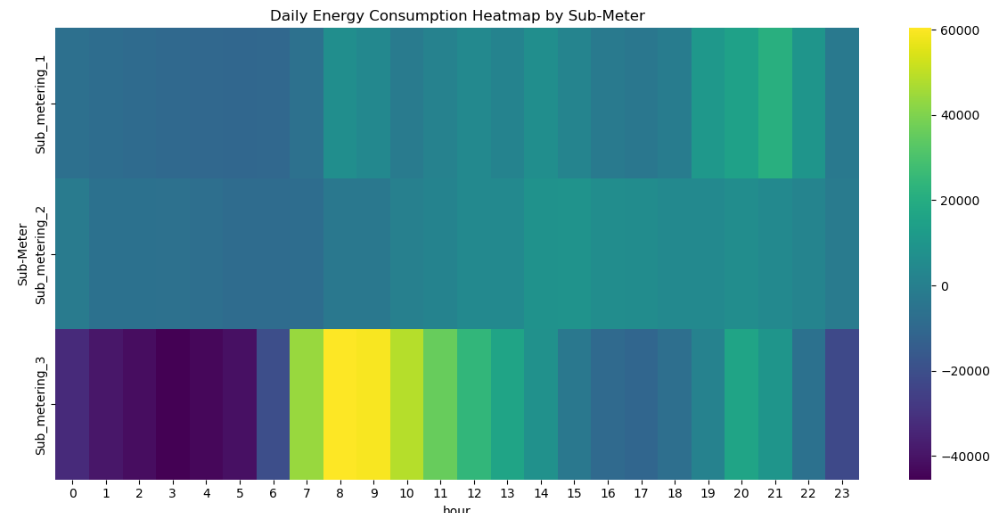 Daily Energy Consumption Heatmap by Sub-Meter
Sub-Meter
Sub_metering_1
Sub_metering_2
Sub_metering_3
0 1 2 3 4 5 6 7 8 9 10 11 12 13 14 15 16 17 18 19 20 21 22 23
hour
60000
40000
20000
0
−20000
−40000